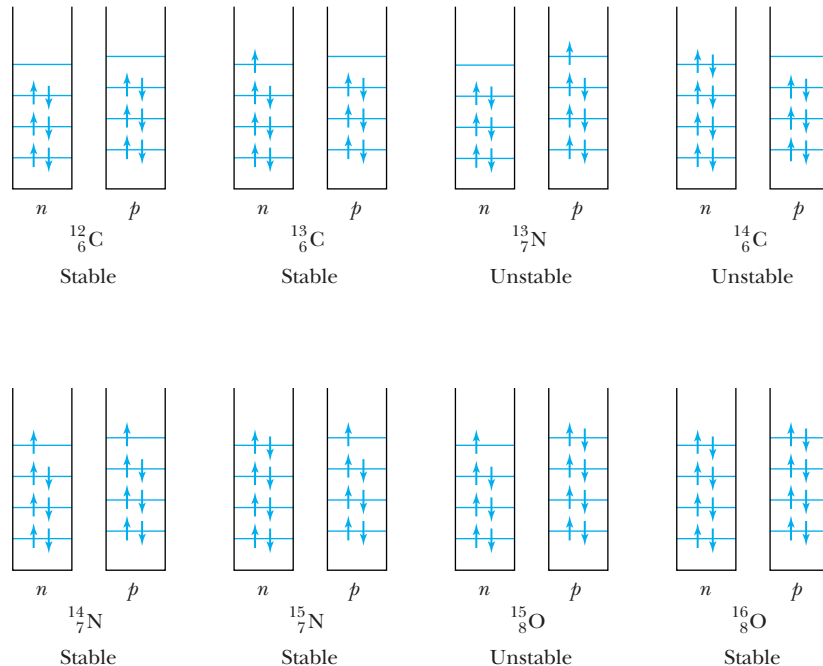 n p n p n p n p
¹²₆C ¹³₆C ¹³₇N ¹⁴₆C
Stable Stable Unstable Unstable
n p n p n p n p
¹⁴₇N ¹⁵₇N ¹⁵₈O ¹⁶₈O
Stable Stable Unstable Stable